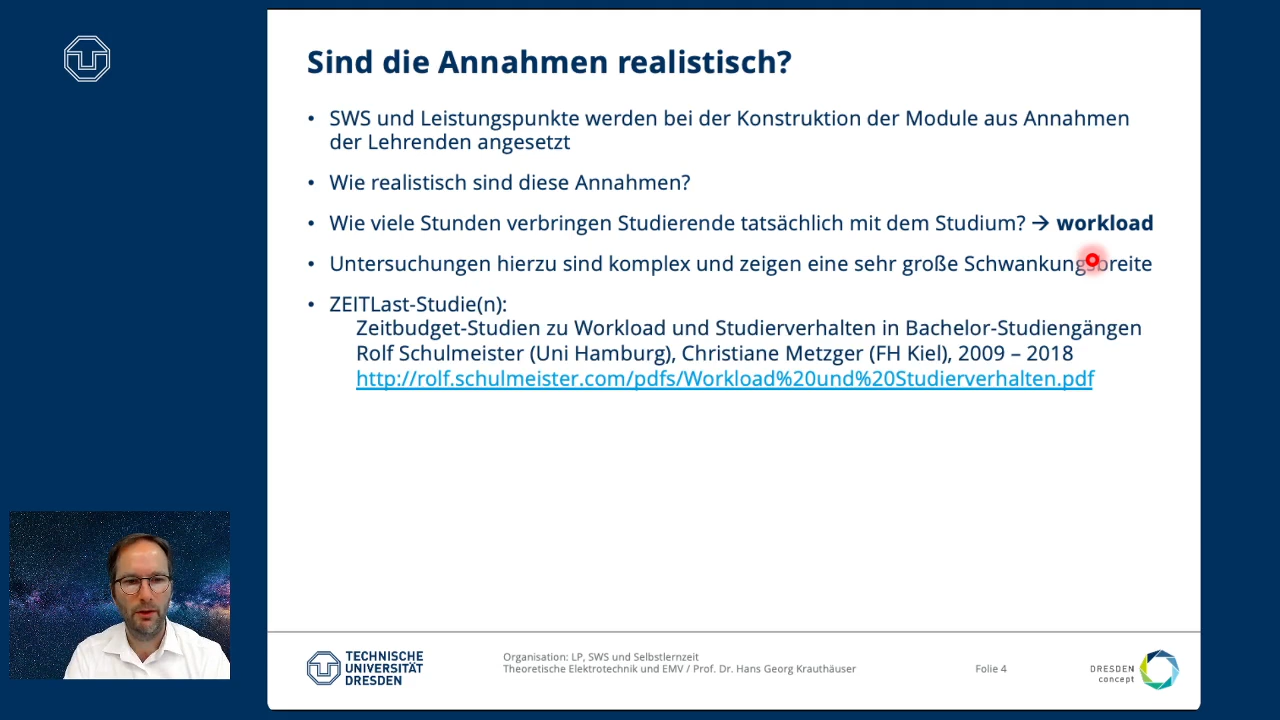 Sind die Annahmen realistisch?
• SWS und Leistungspunkte werden bei der Konstruktion der Module aus Annahmen
der Lehrenden angesetzt
• Wie realistisch sind diese Annahmen?
• Wie viele Stunden verbringen Studierende tatsächlich mit dem Studium? → workload
• Untersuchungen hierzu sind komplex und zeigen eine sehr große Schwankungsbreite
• ZEITLast-Studie(n):
Zeitbudget-Studien zu Workload und Studierverhalten in Bachelor-Studiengängen
Rolf Schulmeister (Uni Hamburg), Christiane Metzger (FH Kiel), 2009 – 2018
http://rolf.schulmeister.com/pdfs/Workload%20und%20Studierverhalten.pdf
TECHNISCHE
UNIVERSITÄT
DRESDEN
Organisation: LP, SWS und Selbstlernzeit
Theoretische Elektrotechnik und EMV / Prof. Dr. Hans Georg Krauthäuser
Folie 4
DRESDEN
concept